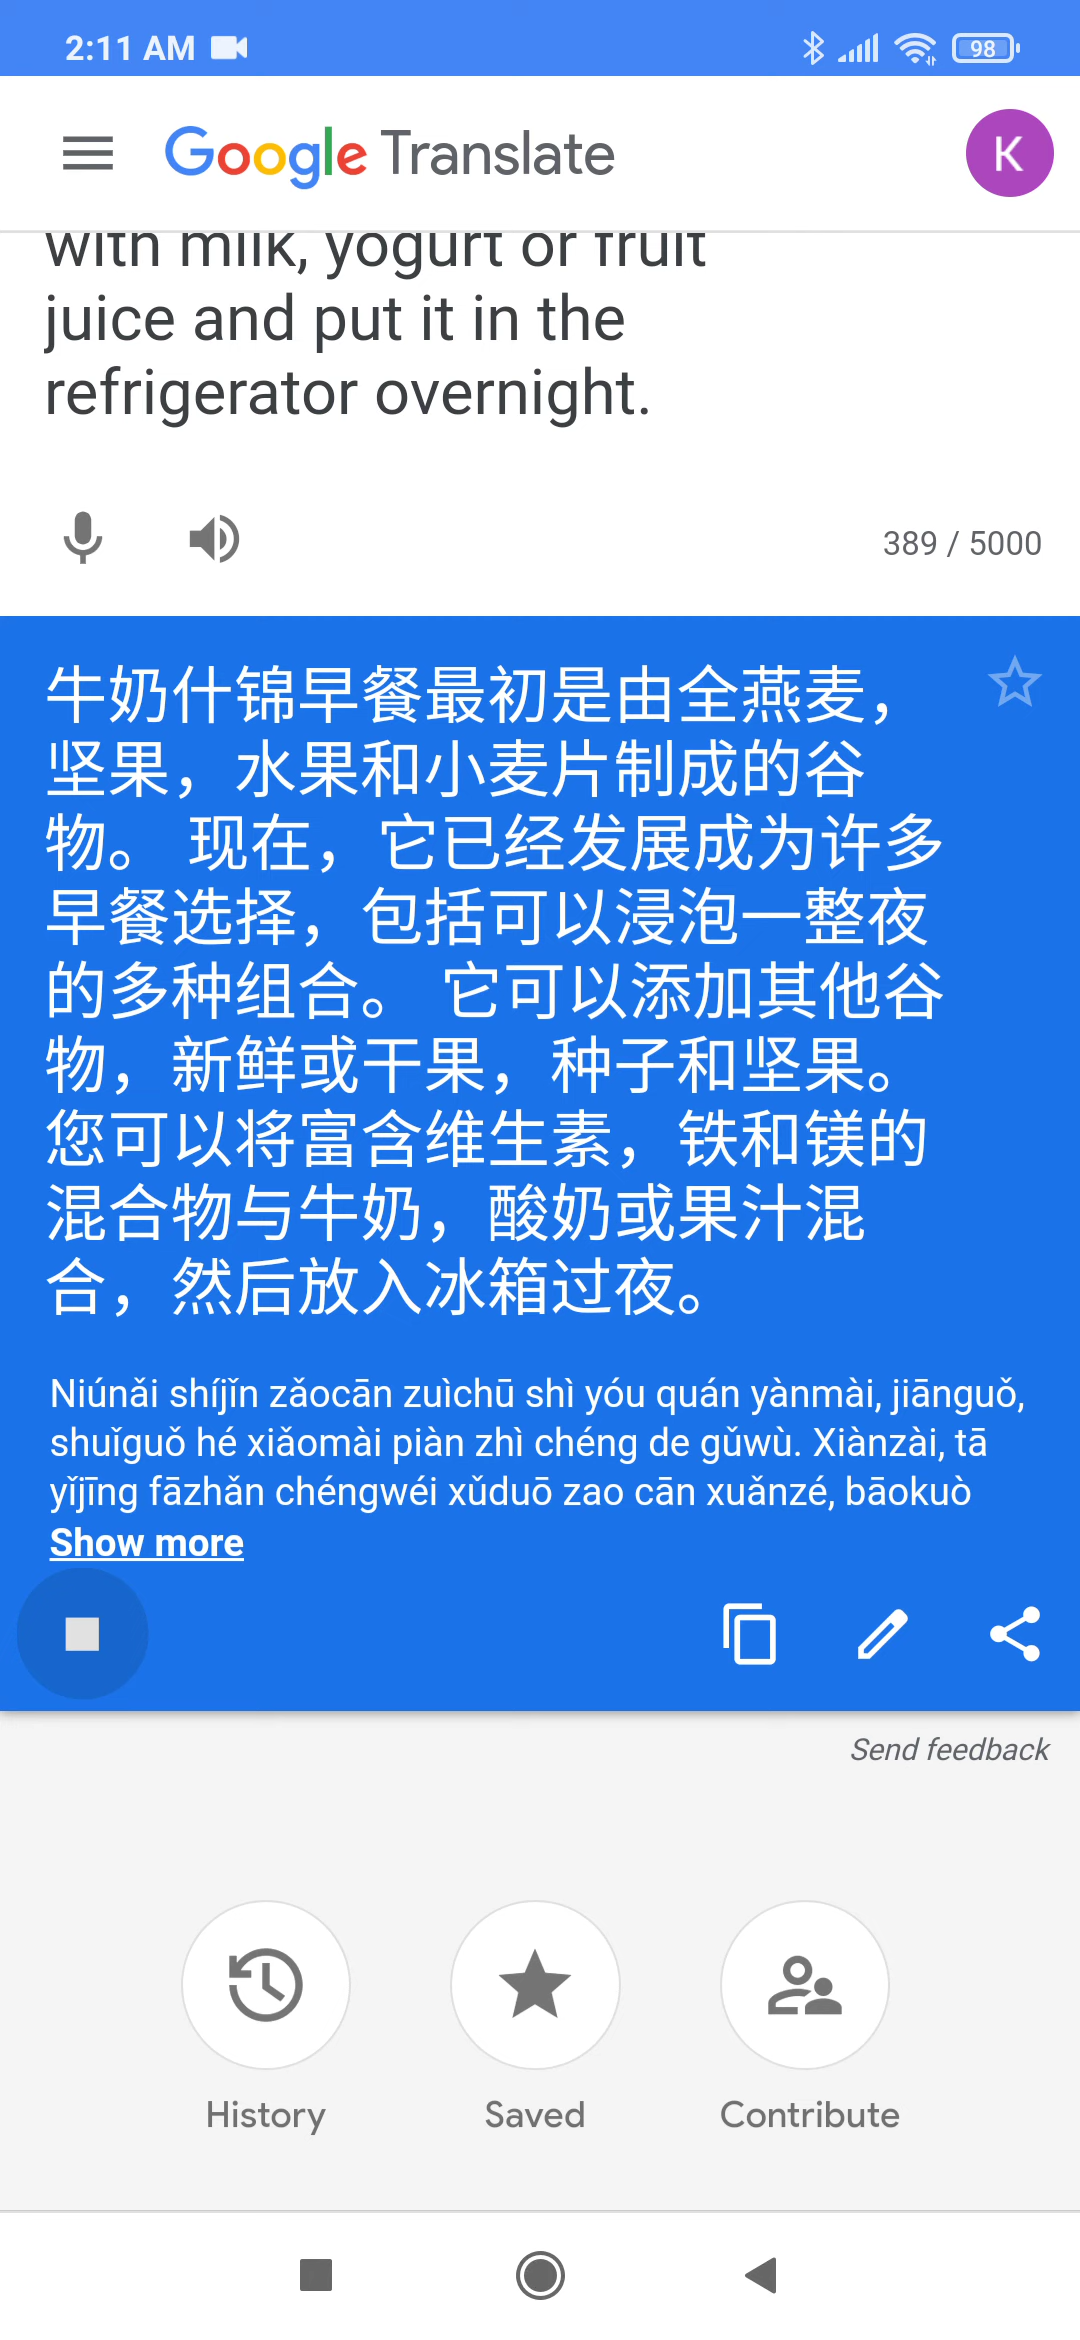 2:11 AM
98
Google Translate
K
with milk, yogurt or fruit
juice and put it in the
refrigerator overnight.
389 / 5000
牛奶什锦早餐最初是由全燕麦，
坚果，水果和小麦片制成的谷
物。 现在，它已经发展成为许多
早餐选择，包括可以浸泡一整夜
的多种组合。 它可以添加其他谷
物，新鲜或干果，种子和坚果。
您可以将富含维生素，铁和镁的
混合物与牛奶，酸奶或果汁混
合，然后放入冰箱过夜。
Niúnǎi shíjǐn zǎocān zuìchū shì yóu quán yànmài, jiānguǒ,
shuǐguǒ hé xiǎomài piàn zhì chéng de gǔwù. Xiànzài, tā
yǐjīng fāzhǎn chéngwéi xǔduō zao cān xuǎnzé, bāokuò
Show more
Send feedback
History Saved Contribute